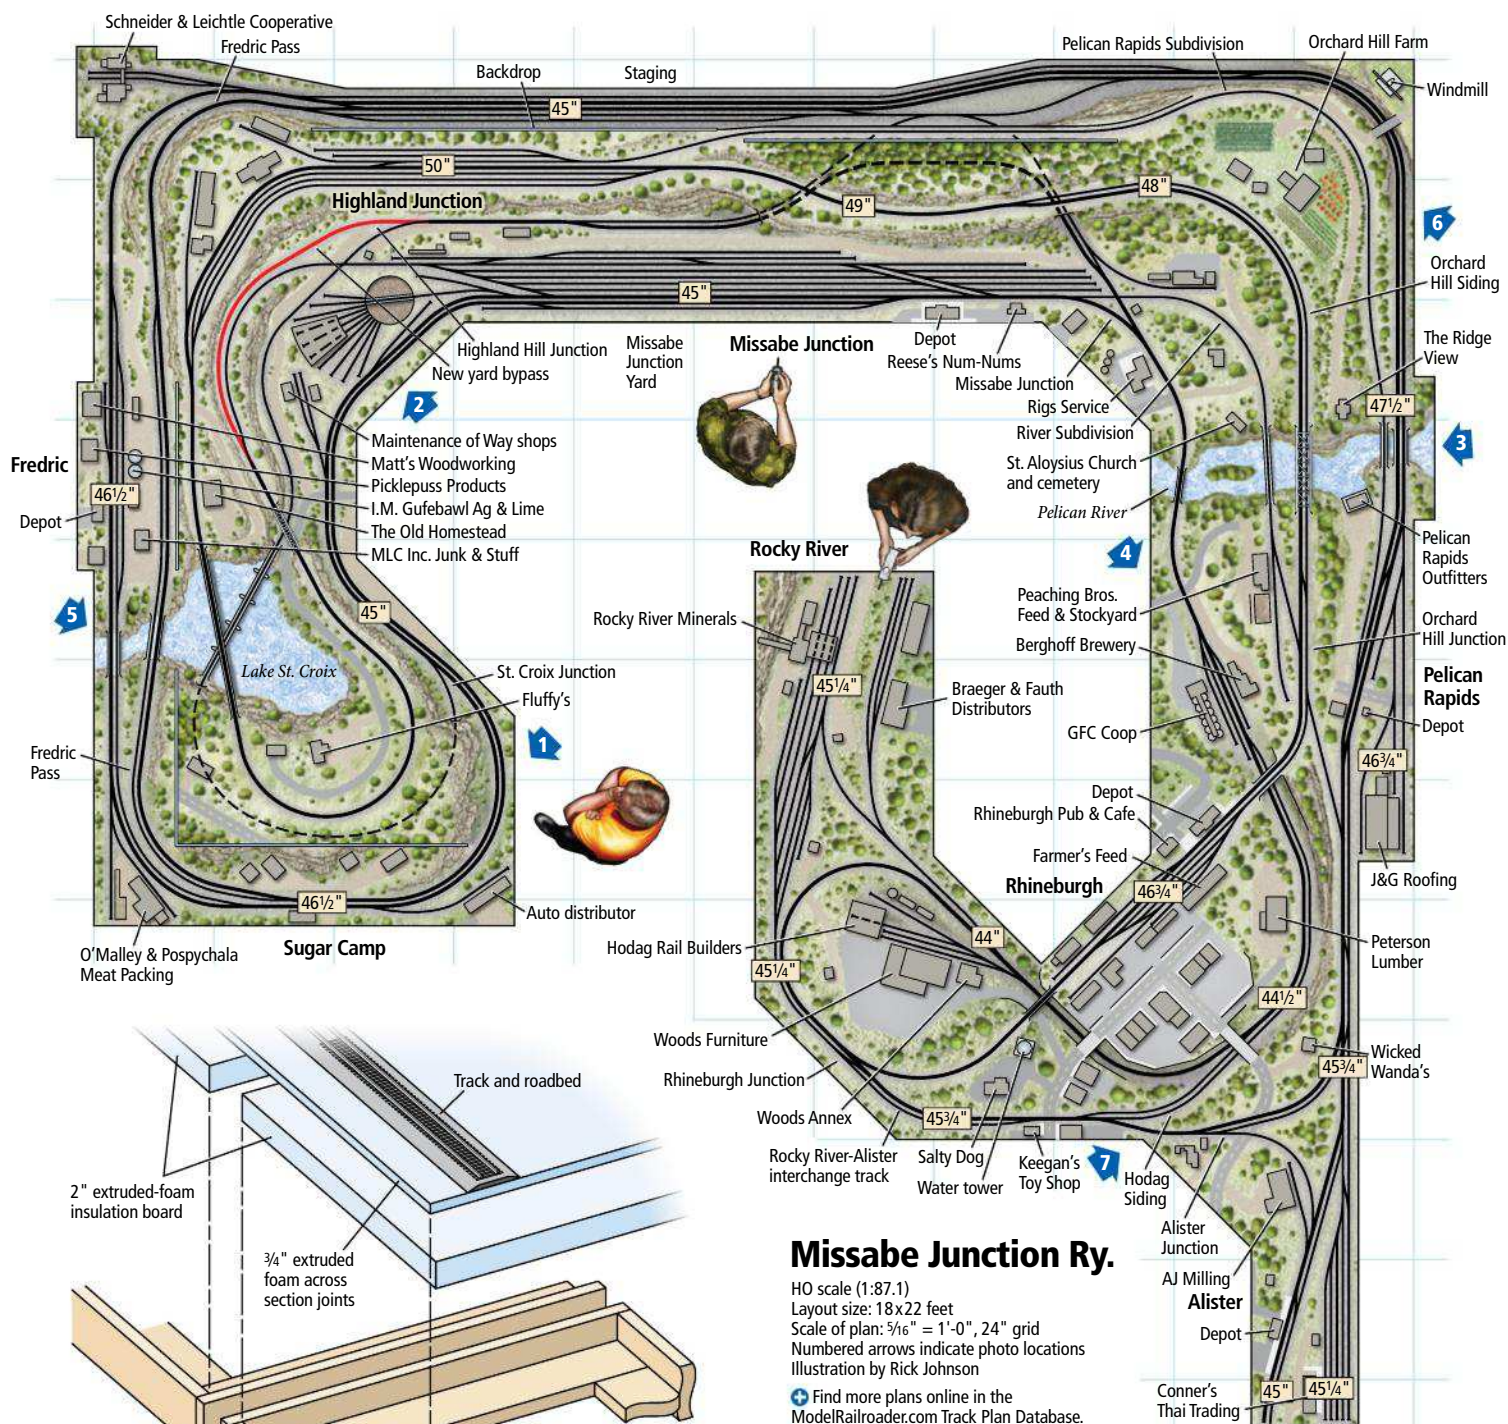 Schneider & Leichtle Cooperative
Fredric Pass
Backdrop
Staging
Pelican Rapids Subdivision
Orchard Hill Farm
Windmill
45"
50"
Highland Junction
49"
48"
6
Orchard
Hill Siding
45"
Highland Hill Junction
New yard bypass
Missabe
Junction
Yard
Missabe Junction
Depot
Reese's Num-Nums
Missabe Junction
Rigs Service
River Subdivision
The Ridge
View
47½"
2
Maintenance of Way shops
Matt's Woodworking
Picklepuss Products
I.M. Gufebawl Ag & Lime
The Old Homestead
MLC Inc. Junk & Stuff
Fredric
46½"
Depot
St. Aloysius Church
and cemetery
Pelican River
3
Pelican
Rapids
Outfitters
4
Rocky River
5
45"
Lake St. Croix
St. Croix Junction
Fluffy's
1
Rocky River Minerals
45¼"
Braeger & Fauth
Distributors
Peaching Bros.
Feed & Stockyard
Berghoff Brewery
GFC Coop
Orchard
Hill Junction
Pelican
Rapids
Depot
46¾"
Fredric
Pass
Depot
Rhineburgh Pub & Cafe
Farmer's Feed
Rhineburgh
46¾"
J&G Roofing
46½"
Auto distributor
Sugar Camp
O'Malley & Pospychala
Meat Packing
Hodag Rail Builders
44"
45¼"
Peterson
Lumber
44½"
Woods Furniture
Rhineburgh Junction
Woods Annex
Wicked
Wanda's
45¾"
45¾"
Rocky River-Alister
interchange track
Salty Dog
Water tower
Keegan's
Toy Shop
7
Hodag
Siding
Alister
Junction
AJ Milling
Alister
Depot
Conner's
Thai Trading
45"
45¼"
Track and roadbed
2" extruded-foam
insulation board
¾" extruded
foam across
section joints
Missabe Junction Ry.
HO scale (1:87.1)
Layout size: 18x22 feet
Scale of plan: 5/16" = 1'-0", 24" grid
Numbered arrows indicate photo locations
Illustration by Rick Johnson
Find more plans online in the
ModelRailroader.com Track Plan Database.